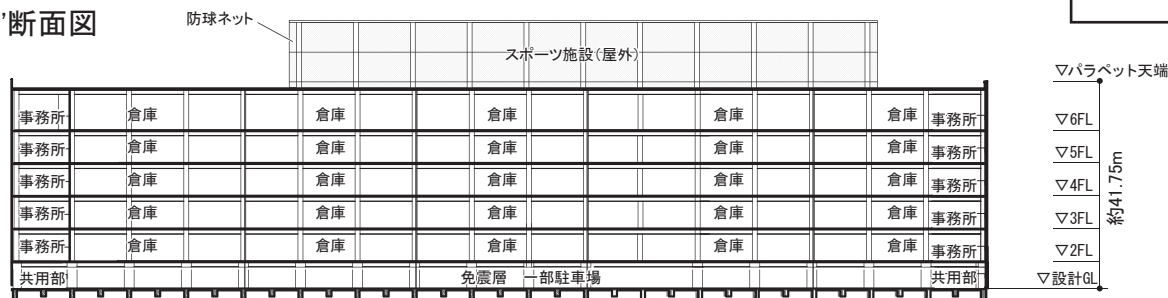 '断面図
防球ネット
スポーツ施設(屋外)
▽パラペット天端
事務所 倉庫 倉庫 倉庫 倉庫 倉庫 事務所 ▽6FL
事務所 倉庫 倉庫 倉庫 倉庫 倉庫 事務所 ▽5FL
事務所 倉庫 倉庫 倉庫 倉庫 倉庫 事務所 ▽4FL
事務所 倉庫 倉庫 倉庫 倉庫 倉庫 事務所 ▽3FL
事務所 倉庫 倉庫 倉庫 倉庫 倉庫 事務所 ▽2FL
共用部 免震層 一部駐車場 共用部 ▽設計GL
約41.75m